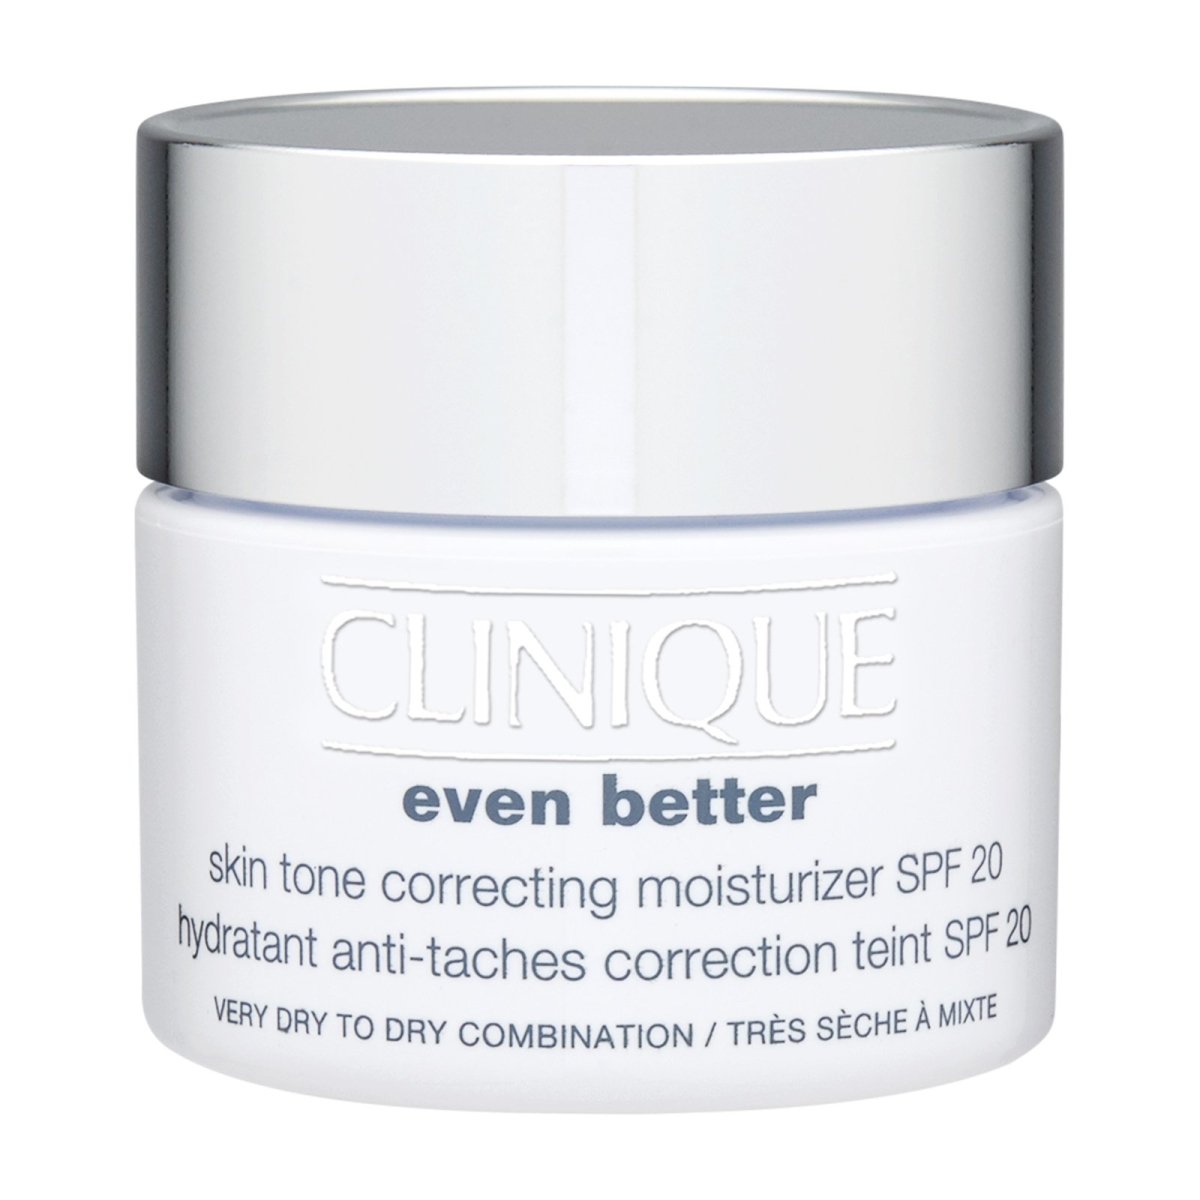 CLINIQUE
even better
skin tone correcting moisturizer SPF 20
hydratant anti-taches correction teint SPF 20
VERY DRY TO DRY COMBINATION / TRÈS SÈCHE À MIXTE